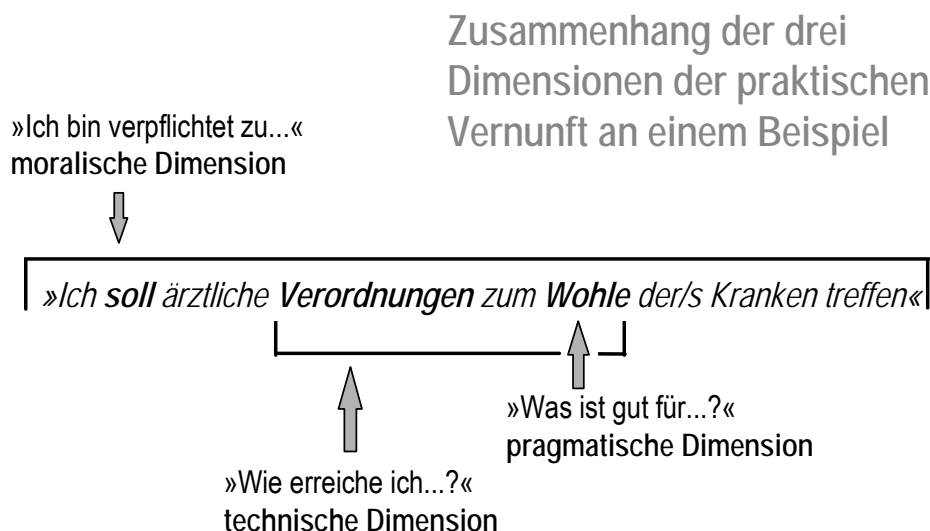 Zusammenhang der drei
Dimensionen der praktischen
Vernunft an einem Beispiel
»Ich bin verpflichtet zu...«
moralische Dimension
»Ich soll ärztliche Verordnungen zum Wohle der/s Kranken treffen«
»Was ist gut für...?«
pragmatische Dimension
»Wie erreiche ich...?«
technische Dimension